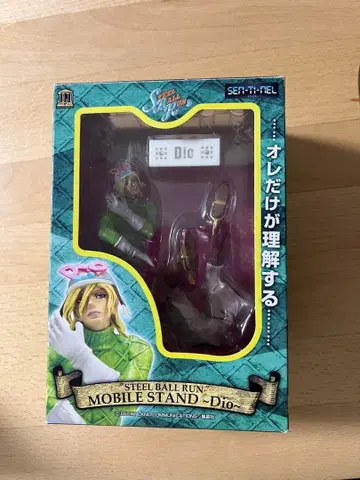 STEEL BALL RUN
SEN-TI-NEL
Dio
……オレだけが理解する………
"STEEL BALL RUN"
MOBILE STAND ~Dio~